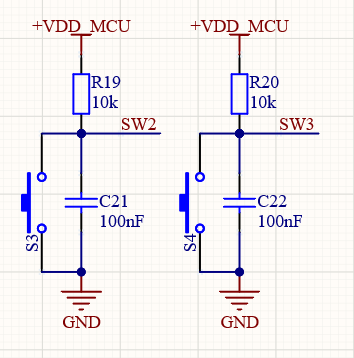 +VDD_MCU
+VDD_MCU
R19
10k
R20
10k
SW2
SW3
S3
C21
100nF
S4
C22
100nF
GND
GND